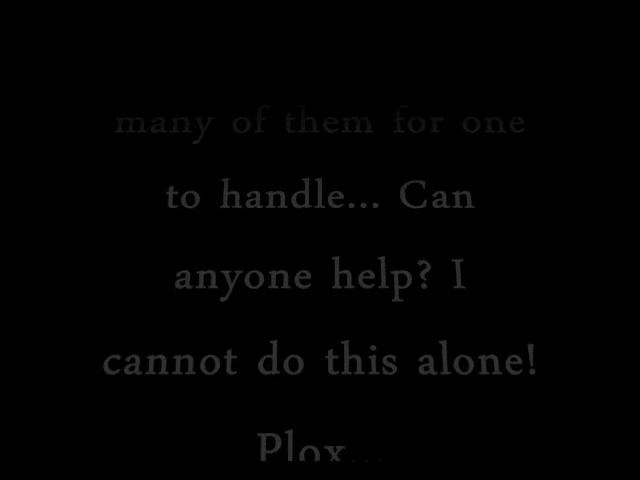 many of them for one
to handle... Can
anyone help? I
cannot do this alone!
Plox...